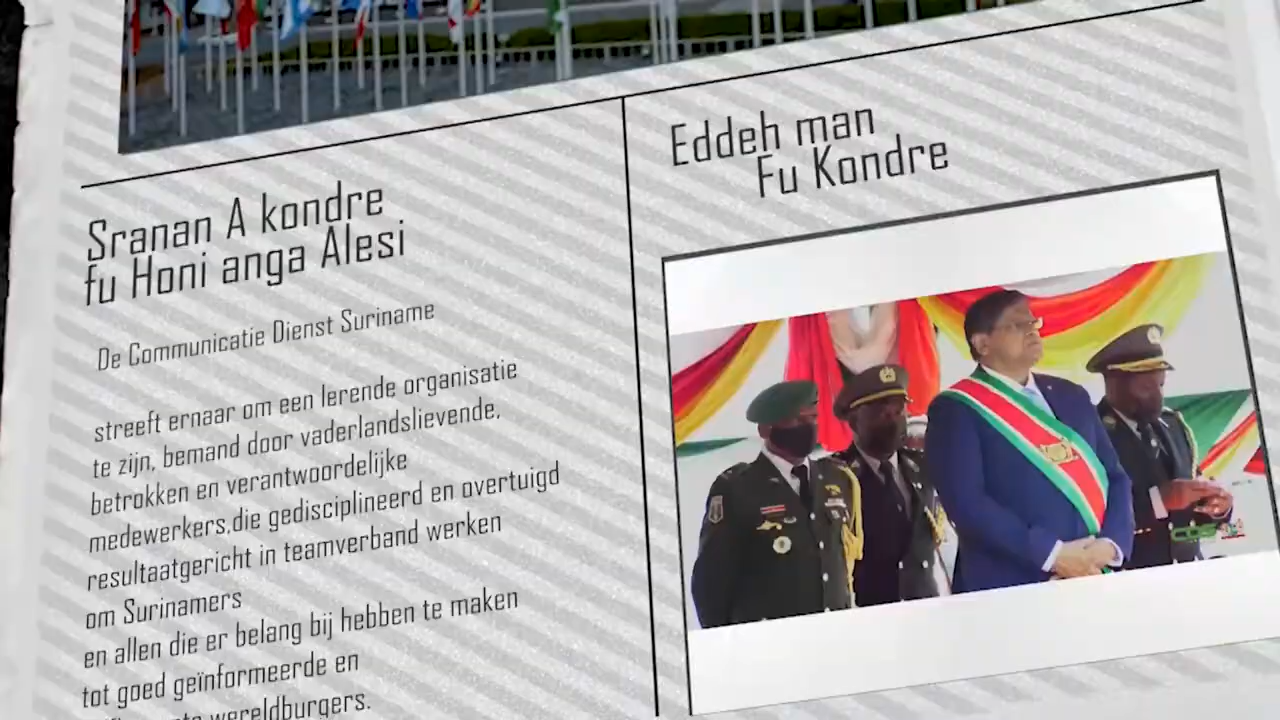 Sranan A kondre
fu Honi anga Alesi
De Communicatie Dienst Suriname
streeft ernaar om een lerende organisatie
te zijn, bemand door vaderlandslievende,
betrokken en verantwoordelijke
medewerkers,die gedisciplineerd en overtuigd
resultaatgericht in teamverband werken
om Surinamers
en allen die er belang bij hebben te maken
tot goed geïnformeerde en
wereldburgers.
Eddeh man
Fu Kondre